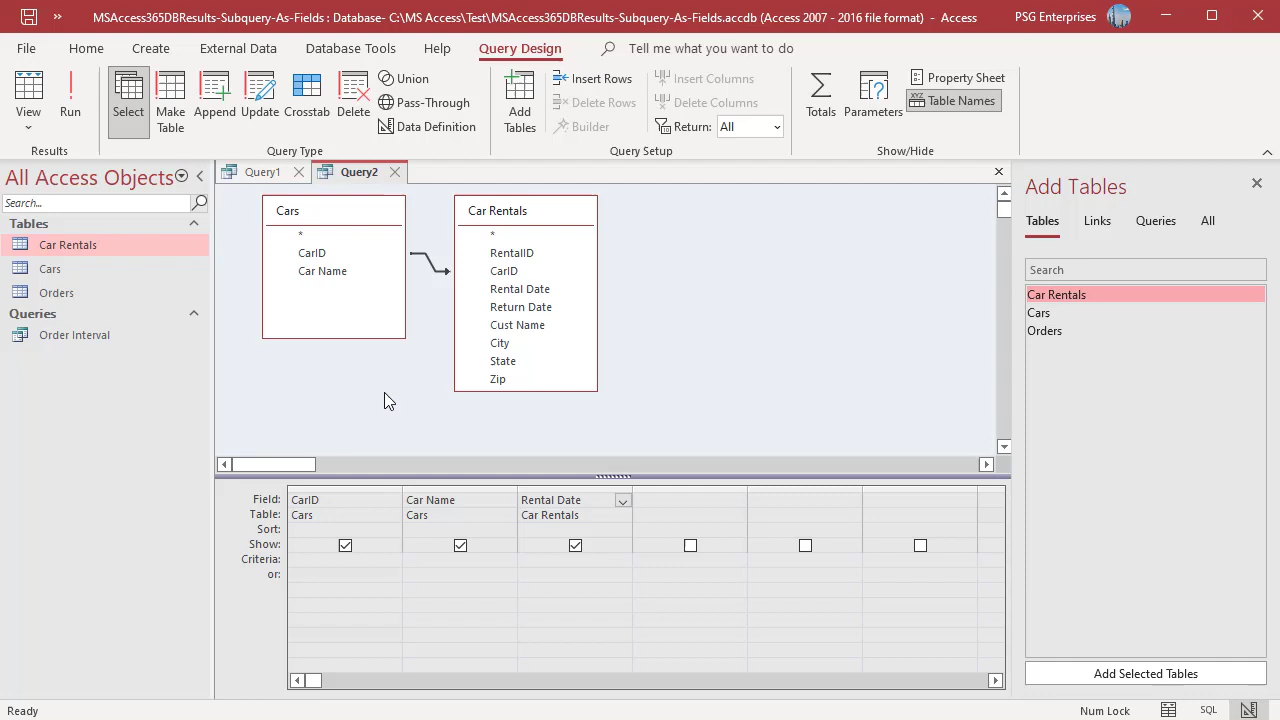 MSAccess365DBResults-Subquery-As-Fields : Database- C:\MS Access\Test\MSAccess365DBResults-Subquery-As-Fields.accdb (Access 2007 - 2016 file format) - Access
PSG Enterprises
File Home Create External Data Database Tools Help Query Design Tell me what you want to do
View
Run
Results
Select
Make Table
Append
Update
Crosstab
Delete
Union
Pass-Through
Data Definition
Query Type
Add Tables
Insert Rows
Delete Rows
Builder
Insert Columns
Delete Columns
Return: All
Query Setup
Totals
Parameters
Property Sheet
XYZ Table Names
Show/Hide
All Access Objects
Search...
Tables
Car Rentals
Cars
Orders
Queries
Order Interval
Query1
Query2
Cars
*
CarID
Car Name
Car Rentals
*
RentalID
CarID
Rental Date
Return Date
Cust Name
City
State
Zip
Field: CarID Car Name Rental Date
Table: Cars Cars Car Rentals
Sort:
Show:
Criteria:
or:
Add Tables
Tables Links Queries All
Search
Car Rentals
Cars
Orders
Add Selected Tables
Ready
Num Lock
SQL